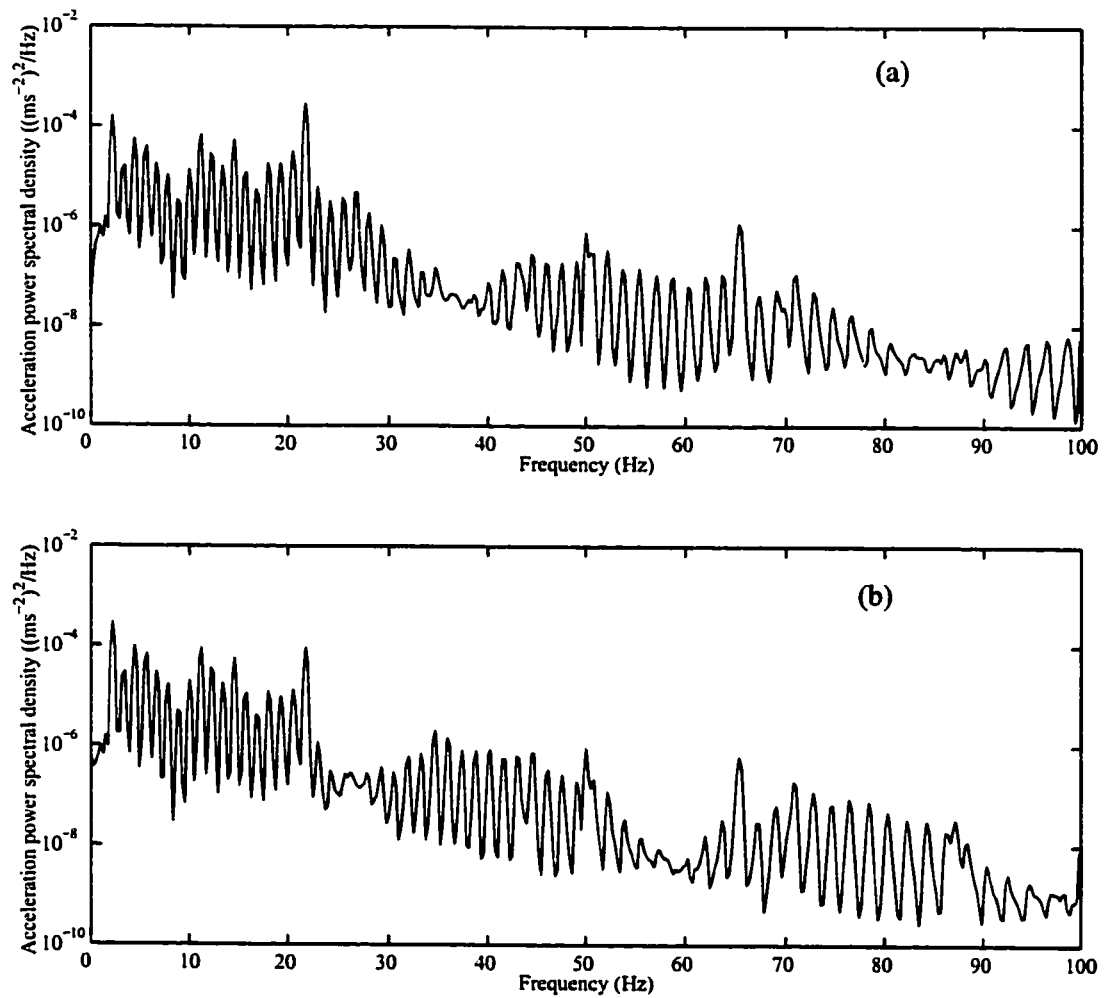 Acceleration power spectral density ((ms⁻²)²/Hz)
10⁻²
10⁻⁴
10⁻⁶
10⁻⁸
10⁻¹⁰
(a)
0 10 20 30 40 50 60 70 80 90 100
Frequency (Hz)
Acceleration power spectral density ((ms⁻²)²/Hz)
10⁻²
10⁻⁴
10⁻⁶
10⁻⁸
10⁻¹⁰
(b)
0 10 20 30 40 50 60 70 80 90 100
Frequency (Hz)